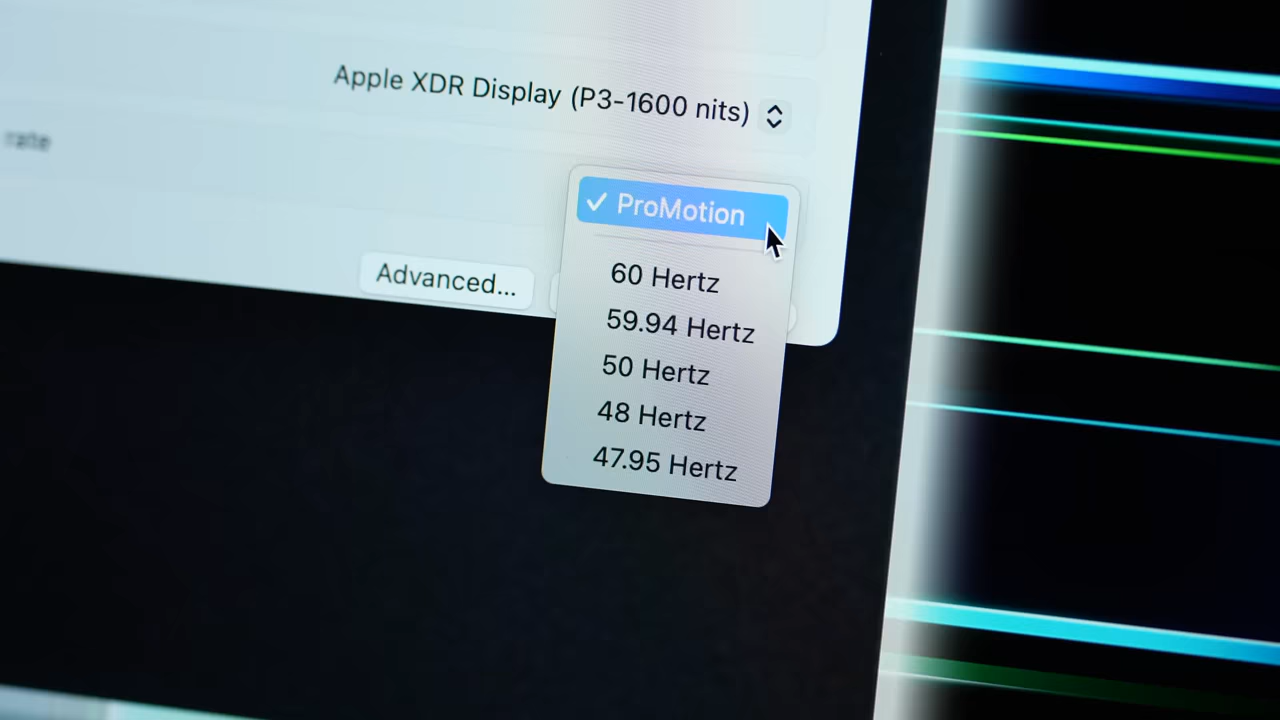 Apple XDR Display (P3-1600 nits)
rate
✓ ProMotion
Advanced...
60 Hertz
59.94 Hertz
50 Hertz
48 Hertz
47.95 Hertz